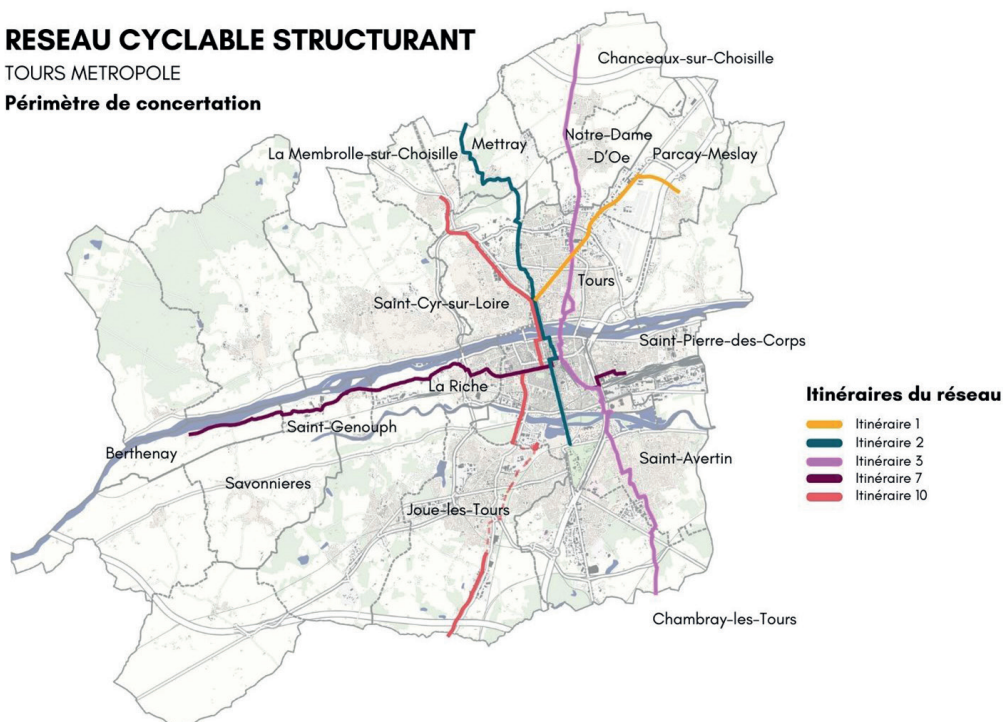 RESEAU CYCLABLE STRUCTURANT
TOURS METROPOLE
Périmètre de concertation
Chanceaux-sur-Choisille
Notre-Dame
-D'Oe
Mettray
La Membrolle-sur-Choisille
Parcay-Meslay
Tours
Saint-Cyr-sur-Loire
Saint-Pierre-des-Corps
La Riche
Saint-Genouph
Berthenay
Savonnieres
Saint-Avertin
Joue-les-Tours
Chambray-les-Tours
Itinéraires du réseau
Itinéraire 1
Itinéraire 2
Itinéraire 3
Itinéraire 7
Itinéraire 10